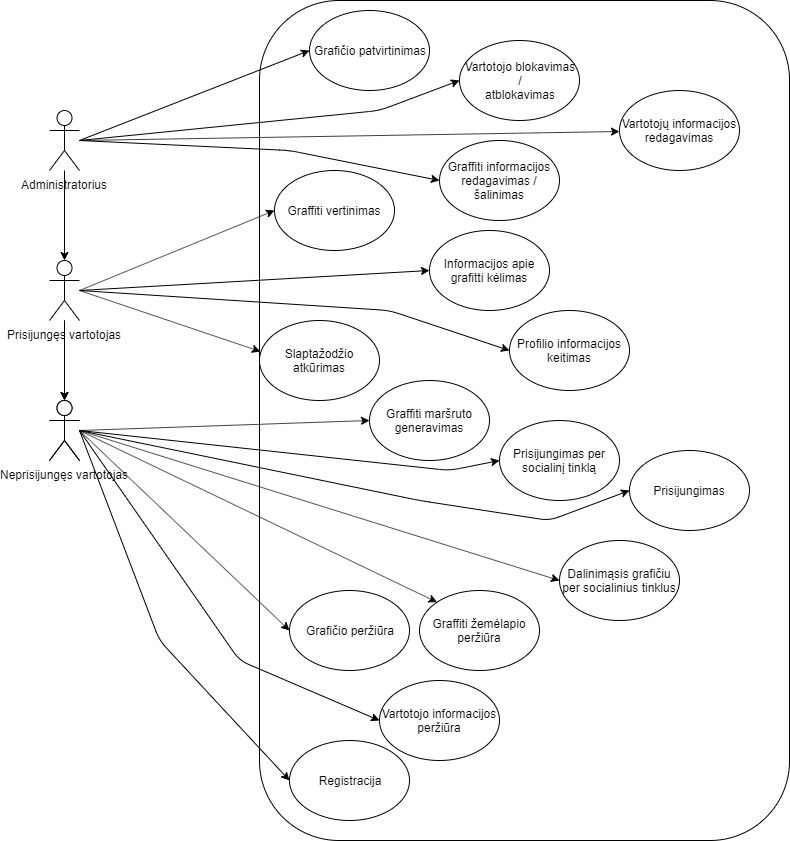 Grafičio patvirtinimas
Vartotojo blokavimas
/
atblokavimas
Vartotojų informacijos
redagavimas
Administratorius
Graffiti informacijos
redagavimas /
šalinimas
Graffiti vertinimas
Informacijos apie
grafitti kėlimas
Prisijungęs vartotojas
Profilio informacijos
keitimas
Slaptažodžio
atkūrimas
Graffiti maršruto
generavimas
Prisijungimas per
socialinį tinklą
Neprisijungęs vartotojas
Prisijungimas
Dalinimąsis grafičiu
per socialinius tinklus
Grafičio peržiūra
Graffiti žemėlapio
peržiūra
Vartotojo informacijos
peržiūra
Registracija